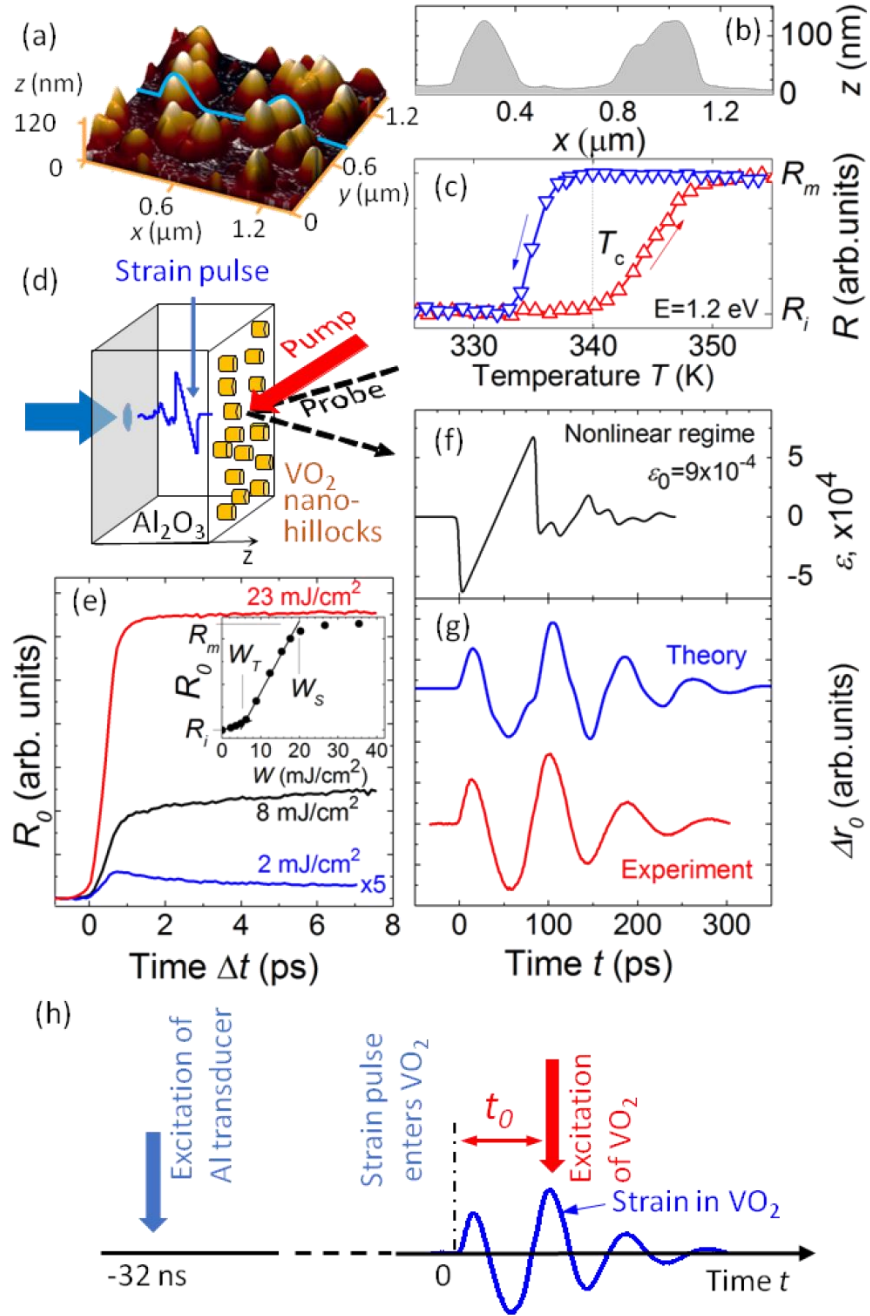 (a)
z (nm)
120
0
0.6
x (μm)
1.2
0
0.6
y (μm)
1.2
(b)
100
0
z (nm)
0.4
0.8
1.2
x (μm)
(c)
R_m
T_c
E=1.2 eV
R_i
R (arb.units)
330
340
350
Temperature T (K)
(d)
Strain pulse
Pump
Probe
Al₂O₃
VO₂
nano-
hillocks
z
(e)
23 mJ/cm²
R_m
R_0
R_i
W_T
W_S
0 10 20 30 40
W (mJ/cm²)
8 mJ/cm²
2 mJ/cm²
x5
R_0 (arb. units)
0 2 4 6 8
Time Δt (ps)
(f)
Nonlinear regime
ε₀=9x10⁻⁴
5
0
-5
ε, x10⁴
(g)
Theory
Experiment
Δr₀ (arb.units)
0 100 200 300
Time t (ps)
(h)
Excitation of
Al transducer
Strain pulse
enters VO₂
t₀
Excitation
of VO₂
Strain in VO₂
-32 ns
0
Time t